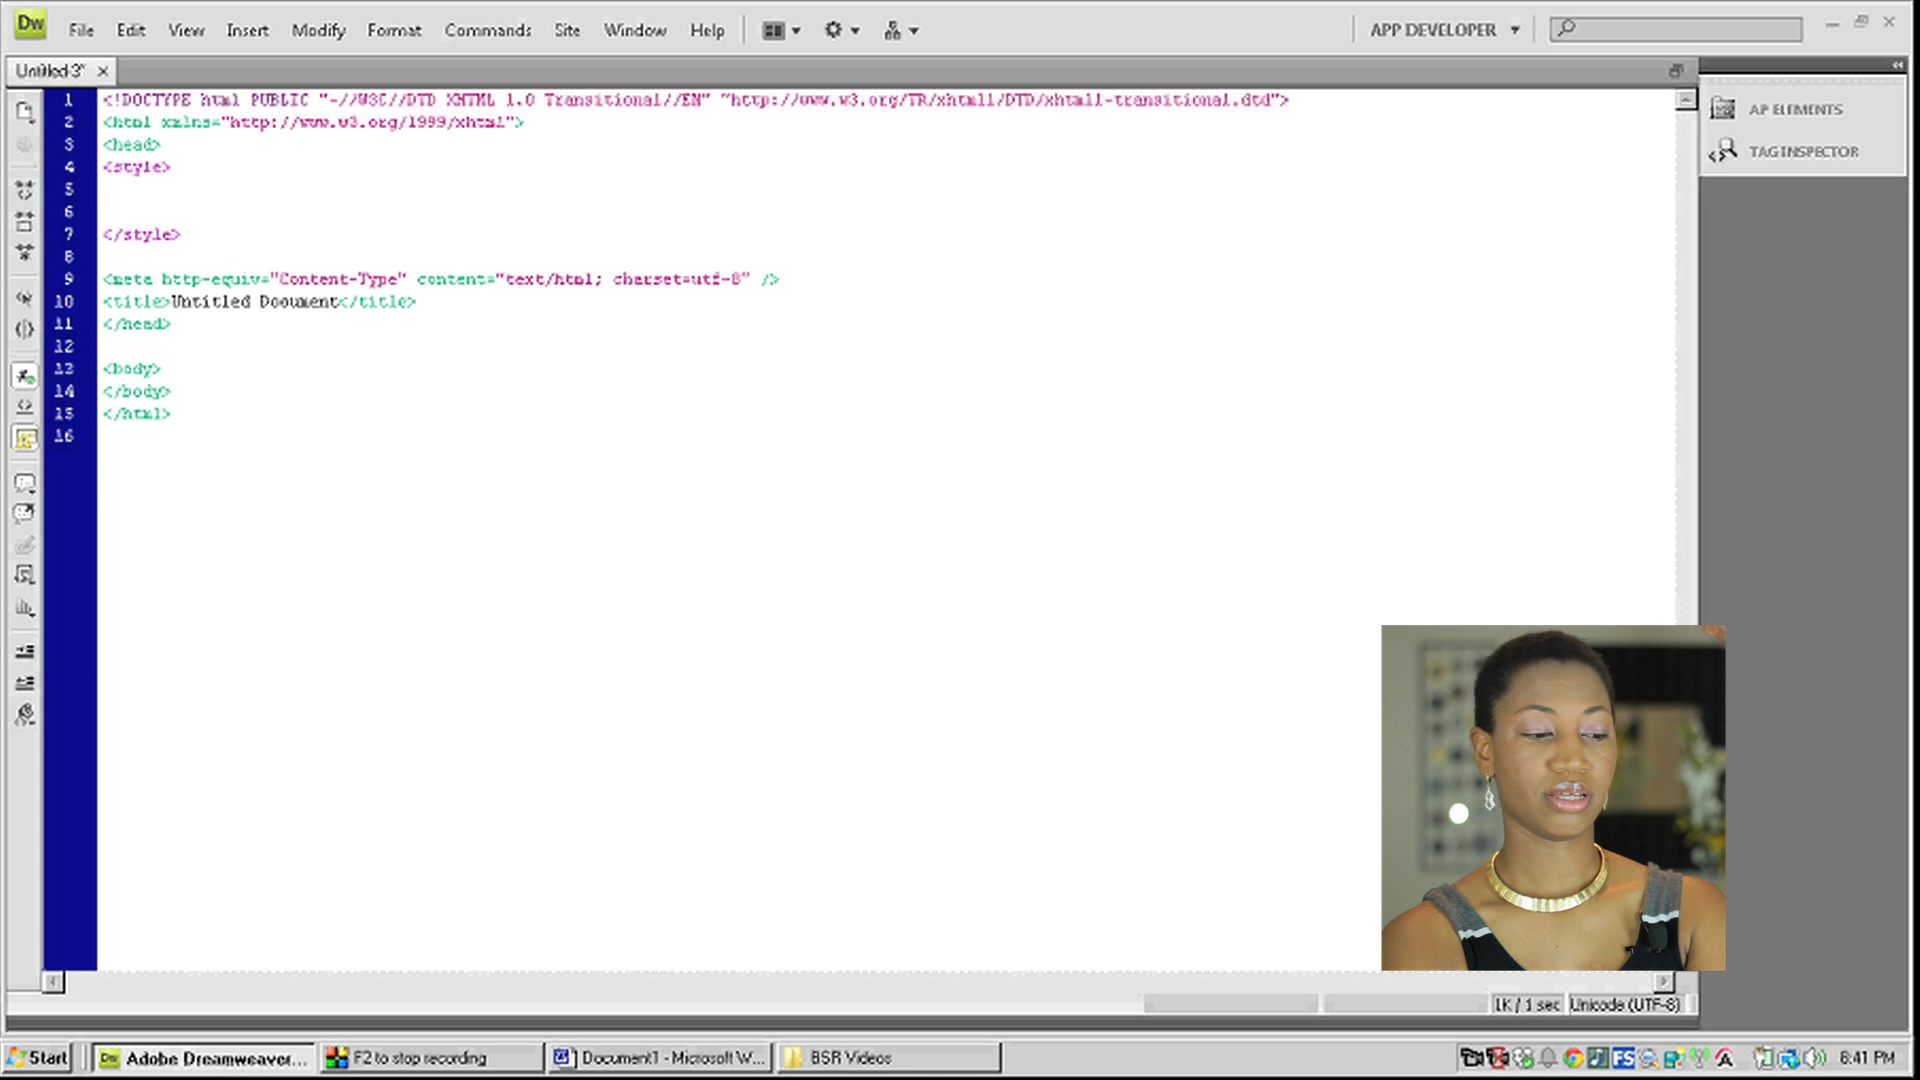 Dw File Edit View Insert Modify Format Commands Site Window Help APP DEVELOPER
Untitled-3*
AP ELEMENTS
TAG INSPECTOR
1 <!DOCTYPE html PUBLIC "-//W3C//DTD XHTML 1.0 Transitional//EN" "http://www.w3.org/TR/xhtml1/DTD/xhtml1-transitional.dtd">
2 <html xmlns="http://www.w3.org/1999/xhtml">
3 <head>
4 <style>
5
6
7 </style>
8
9 <meta http-equiv="Content-Type" content="text/html; charset=utf-8" />
10 <title>Untitled Document</title>
11 </head>
12
13 <body>
14 </body>
15 </html>
16
1K / 1 sec Unicode (UTF-8)
Start Dw Adobe Dreamweaver... F2 to stop recording Document1 - Microsoft W... BSR Videos FS 8:41 PM